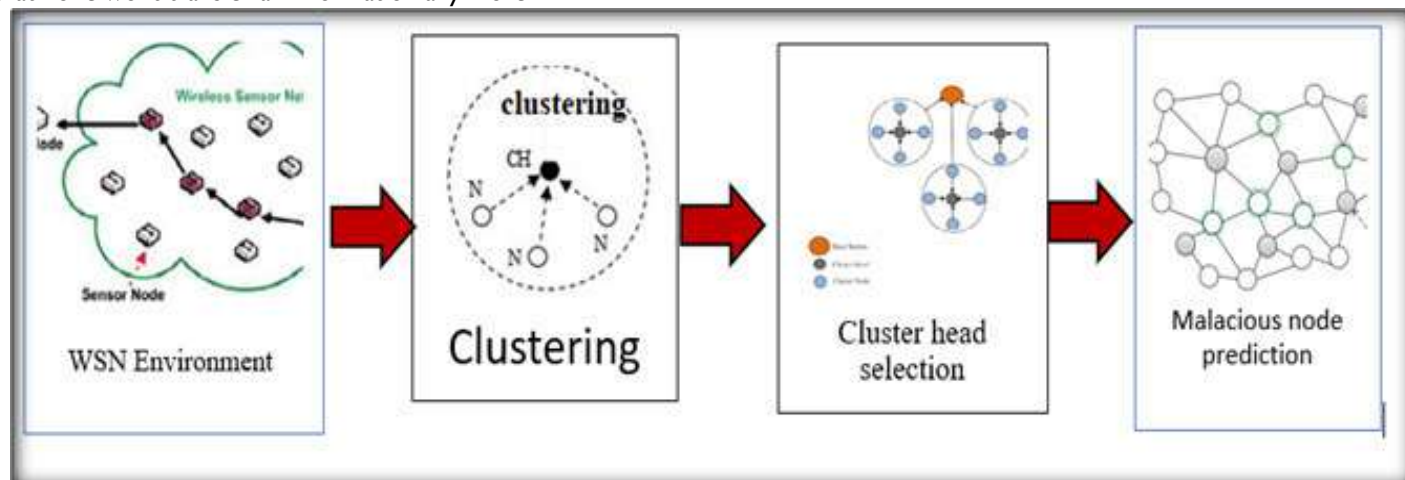 Wireless Sensor Ne
ode
Sensor Node
WSN Environment
clustering
CH
N
N
N
Clustering
Cluster head
selection
Malacious node
prediction